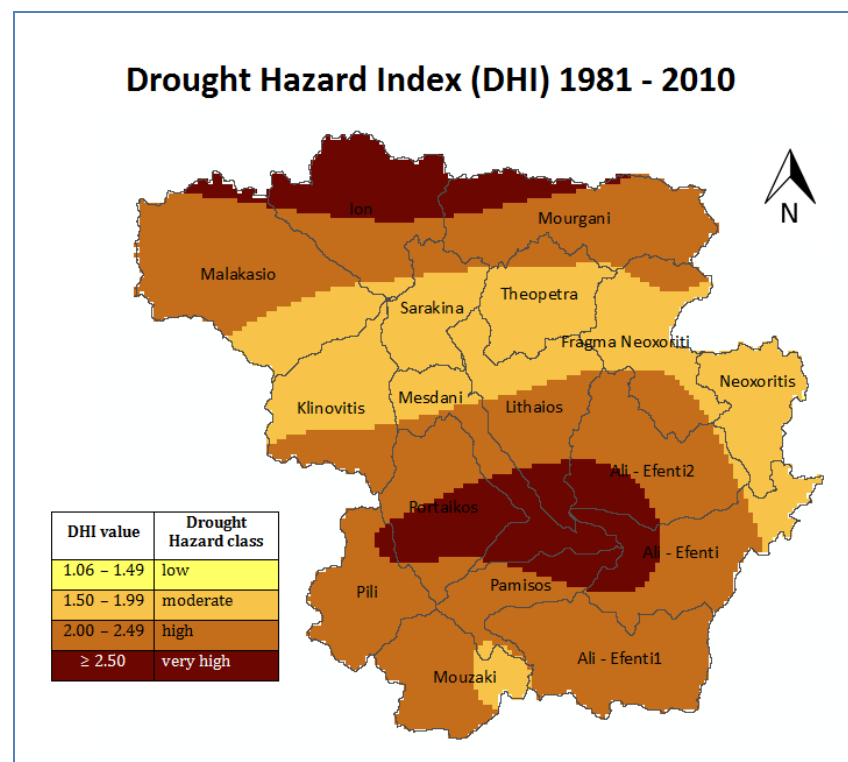 Drought Hazard Index (DHI) 1981 - 2010
N
Ion
Mourgani
Malakasio
Sarakina
Theopetra
Fragma Neoxoriti
Neoxoritis
Klinovitis
Mesdani
Lithaios
Ali - Efenti2
Portaikos
Ali - Efenti
Pili
Pamisos
Mouzaki
Ali - Efenti1
DHI value Drought Hazard class
1.06 – 1.49 low
1.50 – 1.99 moderate
2.00 – 2.49 high
≥ 2.50 very high